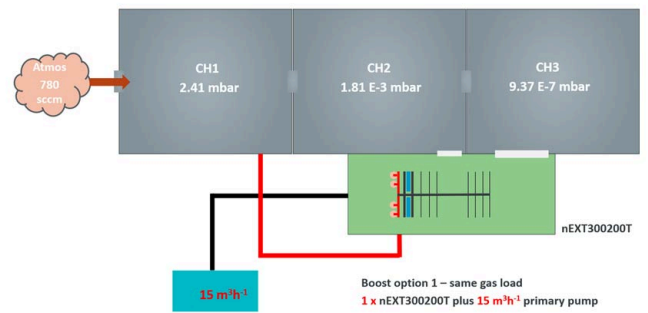 Atmos
780
sccm
CH1
2.41 mbar
CH2
1.81 E-3 mbar
CH3
9.37 E-7 mbar
nEXT300200T
15 m³h⁻¹
Boost option 1 – same gas load
1 x nEXT300200T plus 15 m³h⁻¹ primary pump